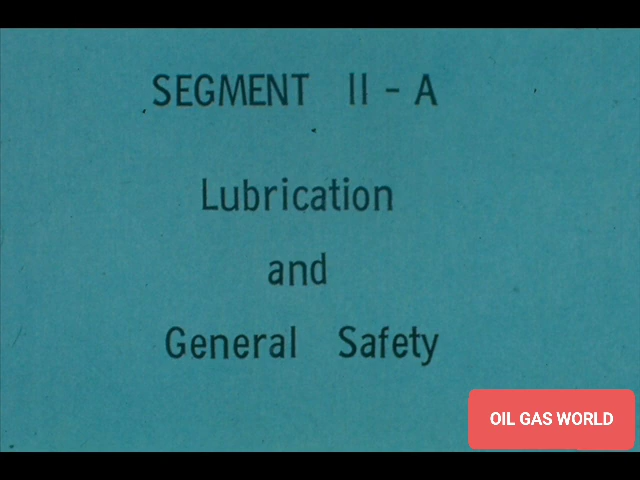 SEGMENT II - A
Lubrication
and
General Safety
OIL GAS WORLD